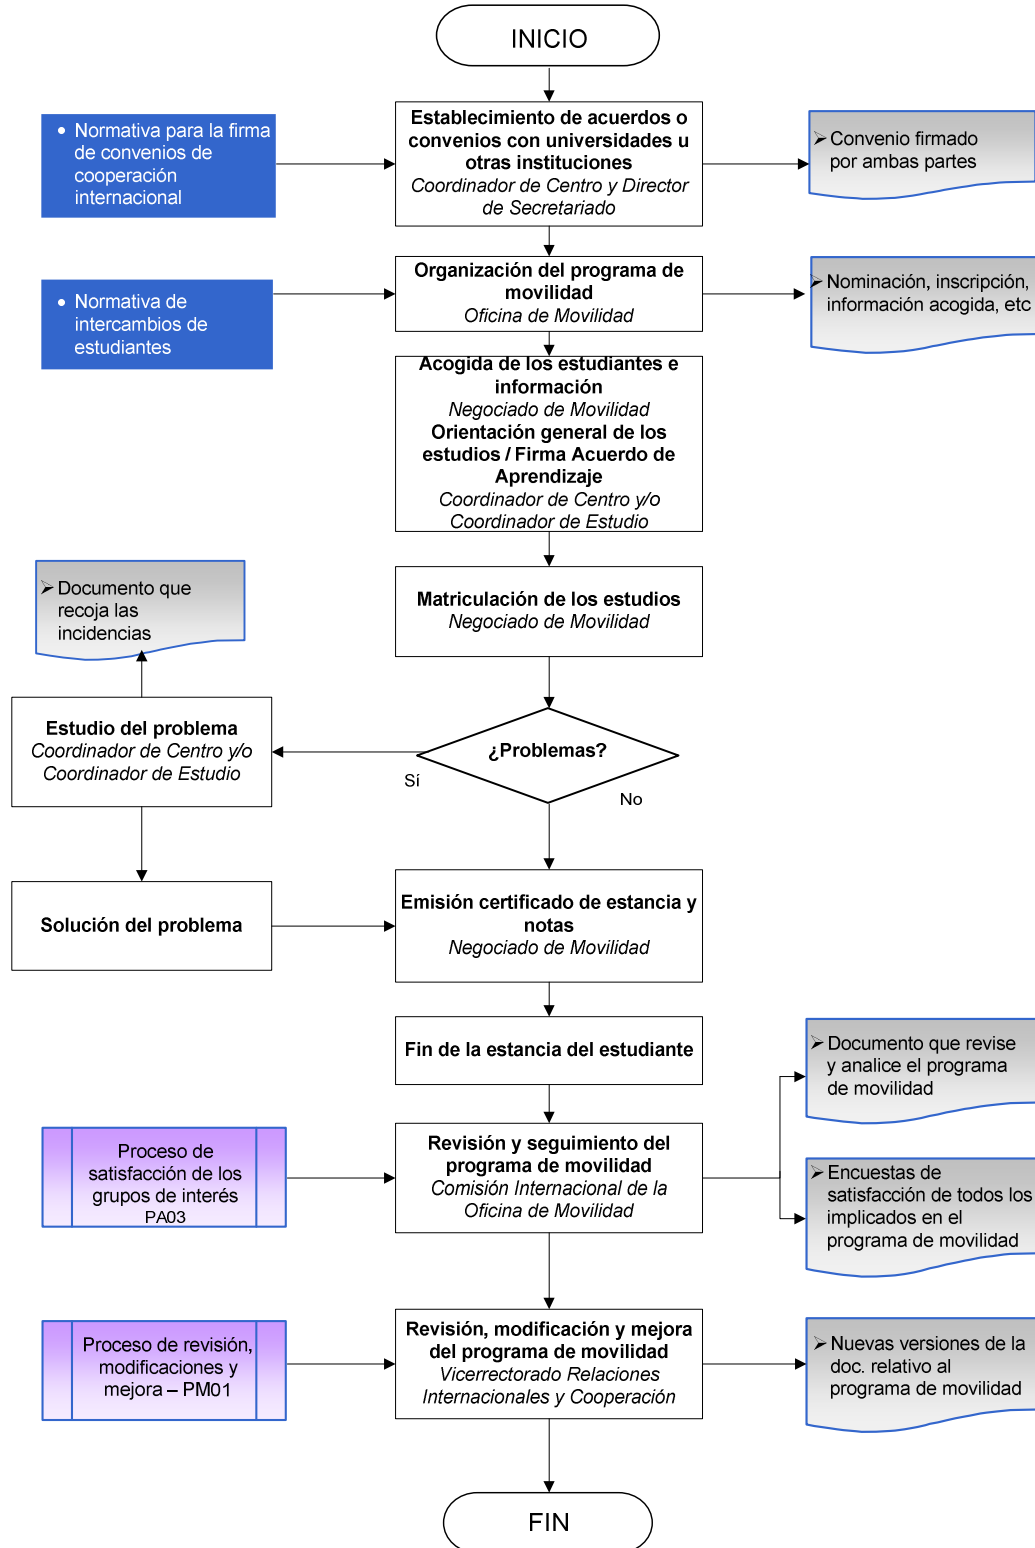 INICIO
• Normativa para la firma
de convenios de
cooperación
internacional
Establecimiento de acuerdos o
convenios con universidades u
otras instituciones
Coordinador de Centro y Director
de Secretariado
➢ Convenio firmado
por ambas partes
• Normativa de
intercambios de
estudiantes
Organización del programa de
movilidad
Oficina de Movilidad
➢ Nominación, inscripción,
información acogida, etc
Acogida de los estudiantes e
información
Negociado de Movilidad
Orientación general de los
estudios / Firma Acuerdo de
Aprendizaje
Coordinador de Centro y/o
Coordinador de Estudio
Matriculación de los estudios
Negociado de Movilidad
➢ Documento que
recoja las
incidencias
Estudio del problema
Coordinador de Centro y/o
Coordinador de Estudio
¿Problemas?
Sí
No
Solución del problema
Emisión certificado de estancia y
notas
Negociado de Movilidad
Fin de la estancia del estudiante
➢ Documento que revise
y analice el programa
de movilidad
Proceso de
satisfacción de los
grupos de interés
PA03
Revisión y seguimiento del
programa de movilidad
Comisión Internacional de la
Oficina de Movilidad
➢ Encuestas de
satisfacción de todos los
implicados en el
programa de movilidad
Proceso de revisión,
modificaciones y
mejora – PM01
Revisión, modificación y mejora
del programa de movilidad
Vicerrectorado Relaciones
Internacionales y Cooperación
➢ Nuevas versiones de la
doc. relativo al
programa de movilidad
FIN